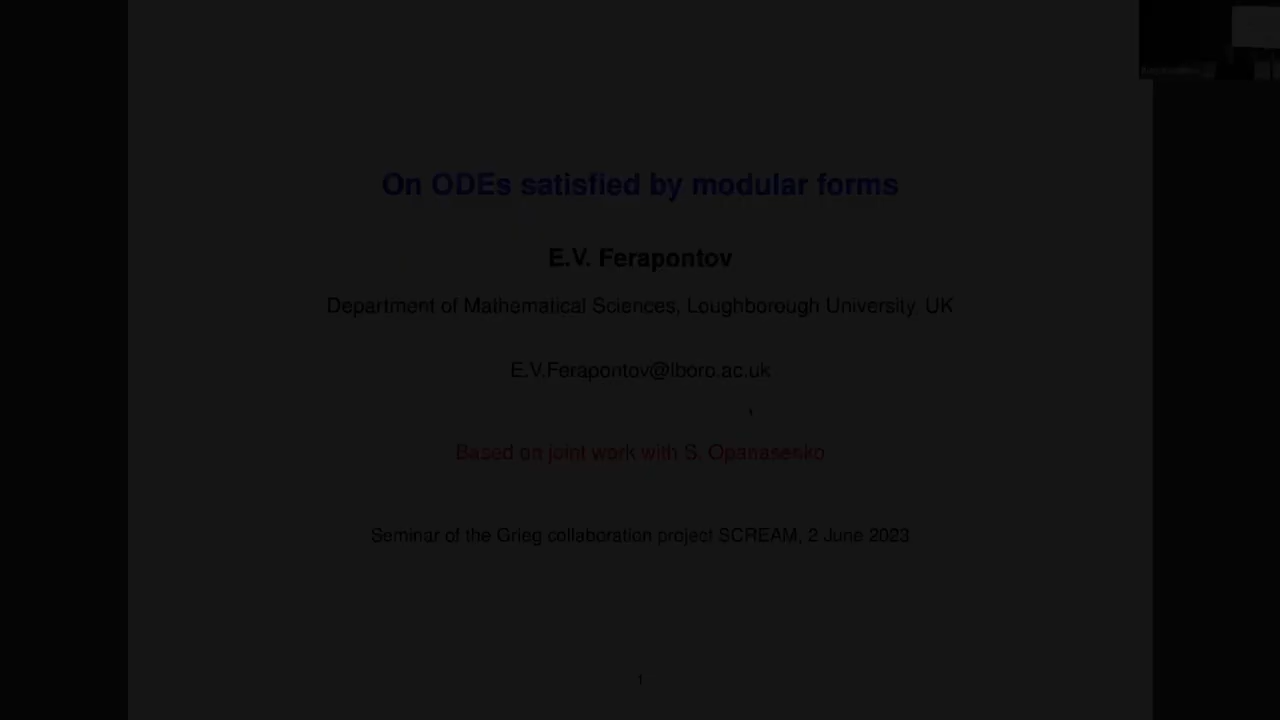 On ODEs satisfied by modular forms
E.V. Ferapontov
Department of Mathematical Sciences, Loughborough University, UK
E.V.Ferapontov@lboro.ac.uk
Based on joint work with S. Opanasenko
Seminar of the Grieg collaboration project SCREAM, 2 June 2023
1